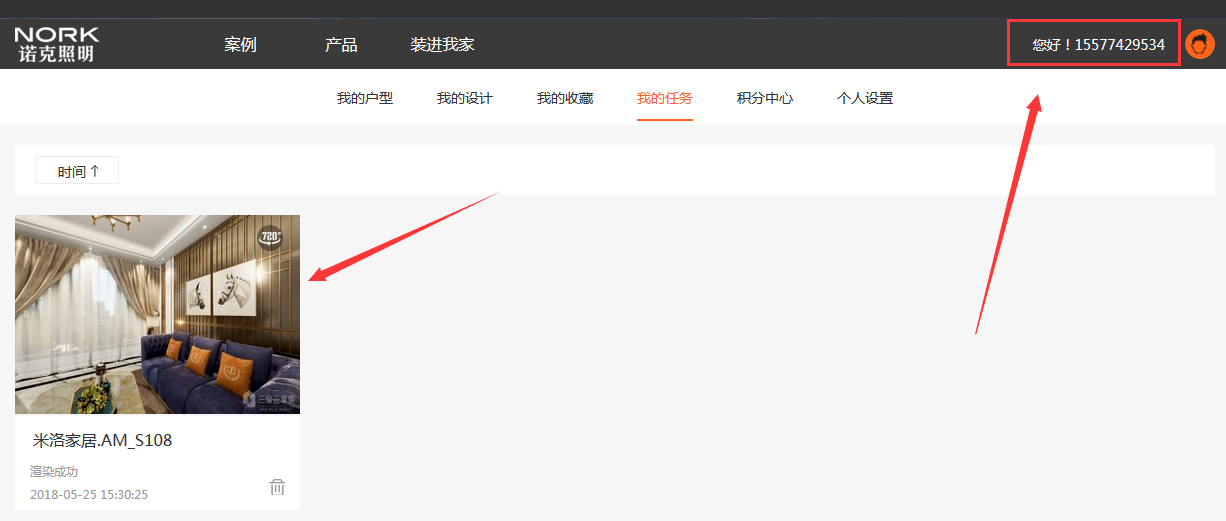 NORK
诺克照明
案例 产品 装进我家
您好！15577429534
我的户型 我的设计 我的收藏 我的任务 积分中心 个人设置
时间↑
720°
米洛家居.AM_S108
渲染成功
2018-05-25 15:30:25